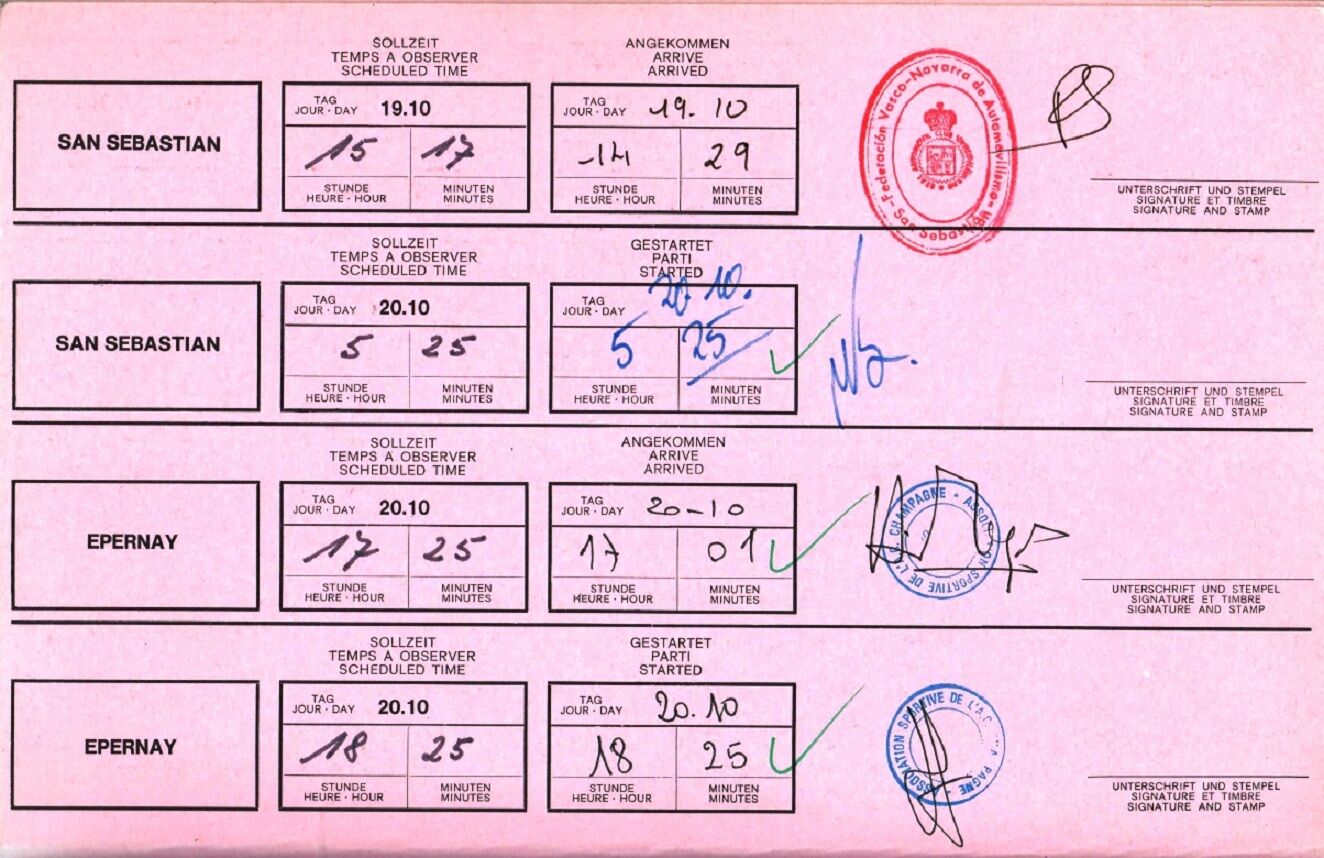 SOLLZEIT
TEMPS A OBSERVER
SCHEDULED TIME
ANGEKOMMEN
ARRIVE
ARRIVED
SAN SEBASTIAN
TAG
JOUR · DAY 19.10
15 17
STUNDE
HEURE · HOUR
MINUTEN
MINUTES
TAG
JOUR · DAY 19.10
14 29
STUNDE
HEURE · HOUR
MINUTEN
MINUTES
Federación Vasco-Navarra de Automovilismo
San Sebastián
UNTERSCHRIFT UND STEMPEL
SIGNATURE ET TIMBRE
SIGNATURE AND STAMP
SOLLZEIT
TEMPS A OBSERVER
SCHEDULED TIME
GESTARTET
PARTI
STARTED
SAN SEBASTIAN
TAG
JOUR · DAY 20.10
5 25
STUNDE
HEURE · HOUR
MINUTEN
MINUTES
TAG
JOUR · DAY 20.10.
5 25
STUNDE
HEURE · HOUR
MINUTEN
MINUTES
UNTERSCHRIFT UND STEMPEL
SIGNATURE ET TIMBRE
SIGNATURE AND STAMP
SOLLZEIT
TEMPS A OBSERVER
SCHEDULED TIME
ANGEKOMMEN
ARRIVE
ARRIVED
EPERNAY
TAG
JOUR · DAY 20.10
17 25
STUNDE
HEURE · HOUR
MINUTEN
MINUTES
TAG
JOUR · DAY 20-10
17 01
STUNDE
HEURE · HOUR
MINUTEN
MINUTES
SPORTIVE DE L'A.C. CHAMPAGNE -
UNTERSCHRIFT UND STEMPEL
SIGNATURE ET TIMBRE
SIGNATURE AND STAMP
SOLLZEIT
TEMPS A OBSERVER
SCHEDULED TIME
GESTARTET
PARTI
STARTED
EPERNAY
TAG
JOUR · DAY 20.10
18 25
STUNDE
HEURE · HOUR
MINUTEN
MINUTES
TAG
JOUR · DAY 20.10
18 25
STUNDE
HEURE · HOUR
MINUTEN
MINUTES
ASSOCIATION SPORTIVE DE L'A.C.
UNTERSCHRIFT UND STEMPEL
SIGNATURE ET TIMBRE
SIGNATURE AND STAMP